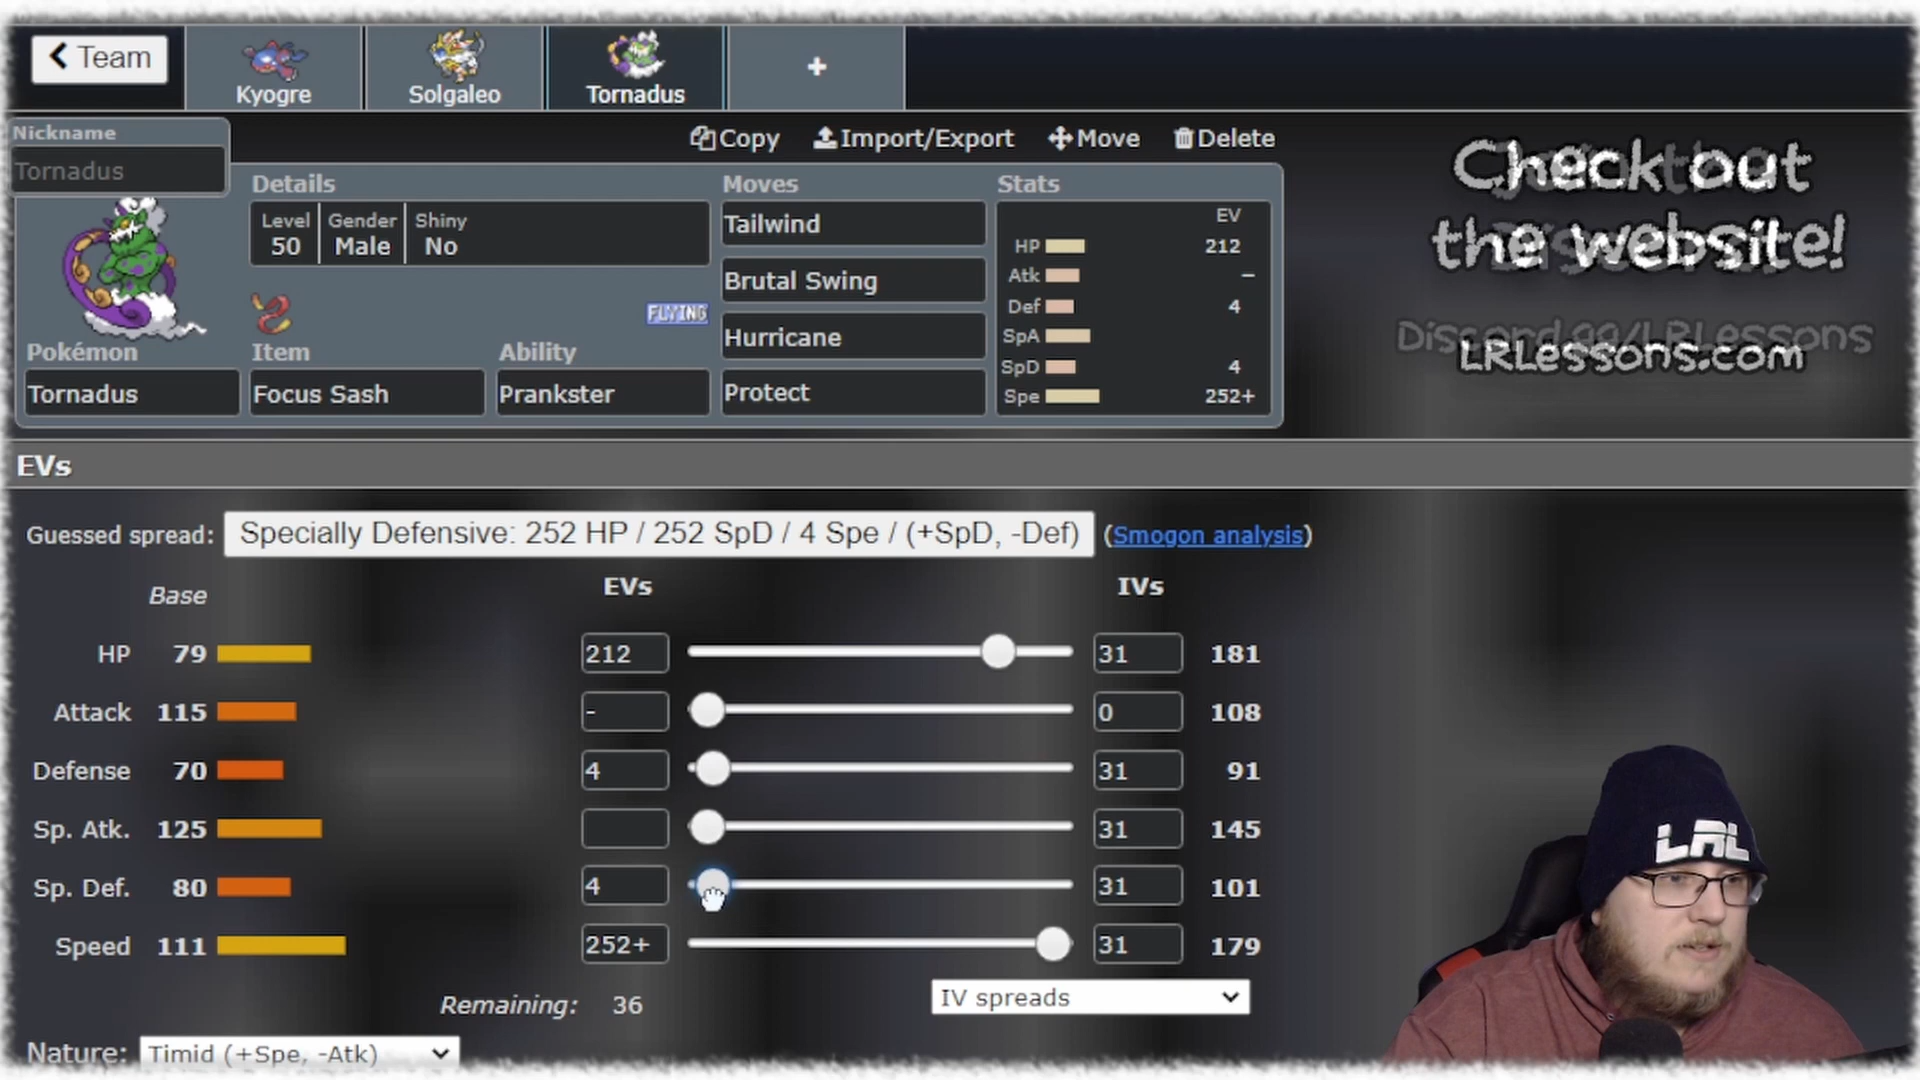 Team
Kyogre
Solgaleo
Tornadus
+
Nickname
Tornadus
Copy
Import/Export
Move
Delete
Check out
the website!
Discord.gg/LRLessons
LRLessons.com
Details
Level
50
Gender
Male
Shiny
No
FLYING
Pokémon
Tornadus
Item
Focus Sash
Ability
Prankster
Moves
Tailwind
Brutal Swing
Hurricane
Protect
Stats
EV
HP 212
Atk –
Def 4
SpA
SpD 4
Spe 252+
EVs
Guessed spread: Specially Defensive: 252 HP / 252 SpD / 4 Spe / (+SpD, -Def) (Smogon analysis)
Base EVs IVs
HP 79 212 31 181
Attack 115 - 0 108
Defense 70 4 31 91
Sp. Atk. 125 31 145
Sp. Def. 80 4 31 101
Speed 111 252+ 31 179
Remaining: 36
IV spreads
Nature: Timid (+Spe, -Atk)
LRL